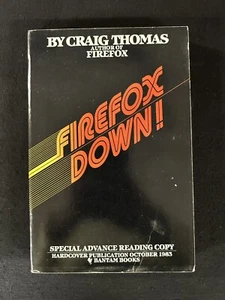 BY CRAIG THOMAS
AUTHOR OF
FIREFOX
FIREFOX
DOWN!
SPECIAL ADVANCE READING COPY
HARDCOVER PUBLICATION OCTOBER 1983
BANTAM BOOKS